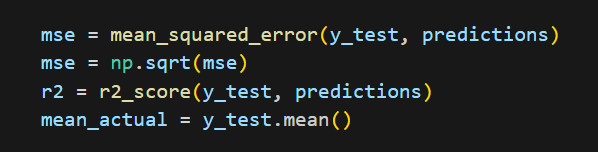 mse = mean_squared_error(y_test, predictions)
mse = np.sqrt(mse)
r2 = r2_score(y_test, predictions)
mean_actual = y_test.mean()